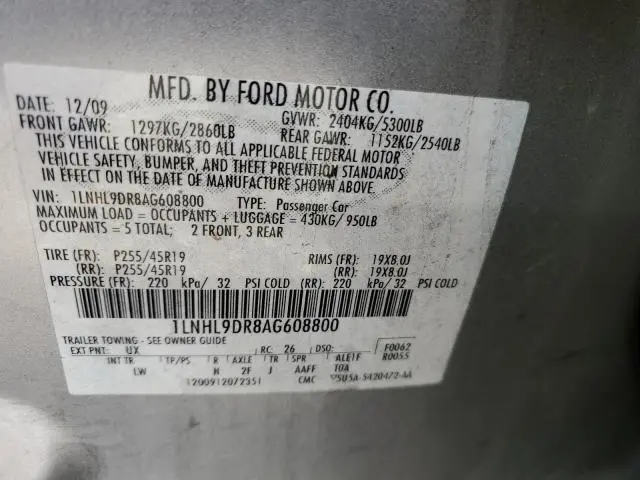 MFD. BY FORD MOTOR CO.
DATE: 12/09 GVWR: 2404KG/5300LB
FRONT GAWR: 1297KG/2860LB REAR GAWR: 1152KG/2540LB
THIS VEHICLE CONFORMS TO ALL APPLICABLE FEDERAL MOTOR
VEHICLE SAFETY, BUMPER, AND THEFT PREVENTION STANDARDS
IN EFFECT ON THE DATE OF MANUFACTURE SHOWN ABOVE.
VIN: 1LNHL9DR8AG608800 TYPE: Passenger Car
MAXIMUM LOAD = OCCUPANTS + LUGGAGE = 430KG/ 950LB
OCCUPANTS = 5 TOTAL; 2 FRONT, 3 REAR
TIRE (FR): P255/45R19 RIMS (FR): 19X8.0J
(RR): P255/45R19 (RR): 19X8.0J
PRESSURE (FR): 220 kPa/ 32 PSI COLD (RR): 220 kPa/ 32 PSI COLD
1LNHL9DR8AG608800
TRAILER TOWING - SEE OWNER GUIDE
EXT PNT: UX RC: 26 DSO: F0062
R0055
INT TR TP/PS R AXLE TR SPR ALE1F
LW N 2F J AAFF 10A
1200912072351 CMC 5U5A-5420472-AA